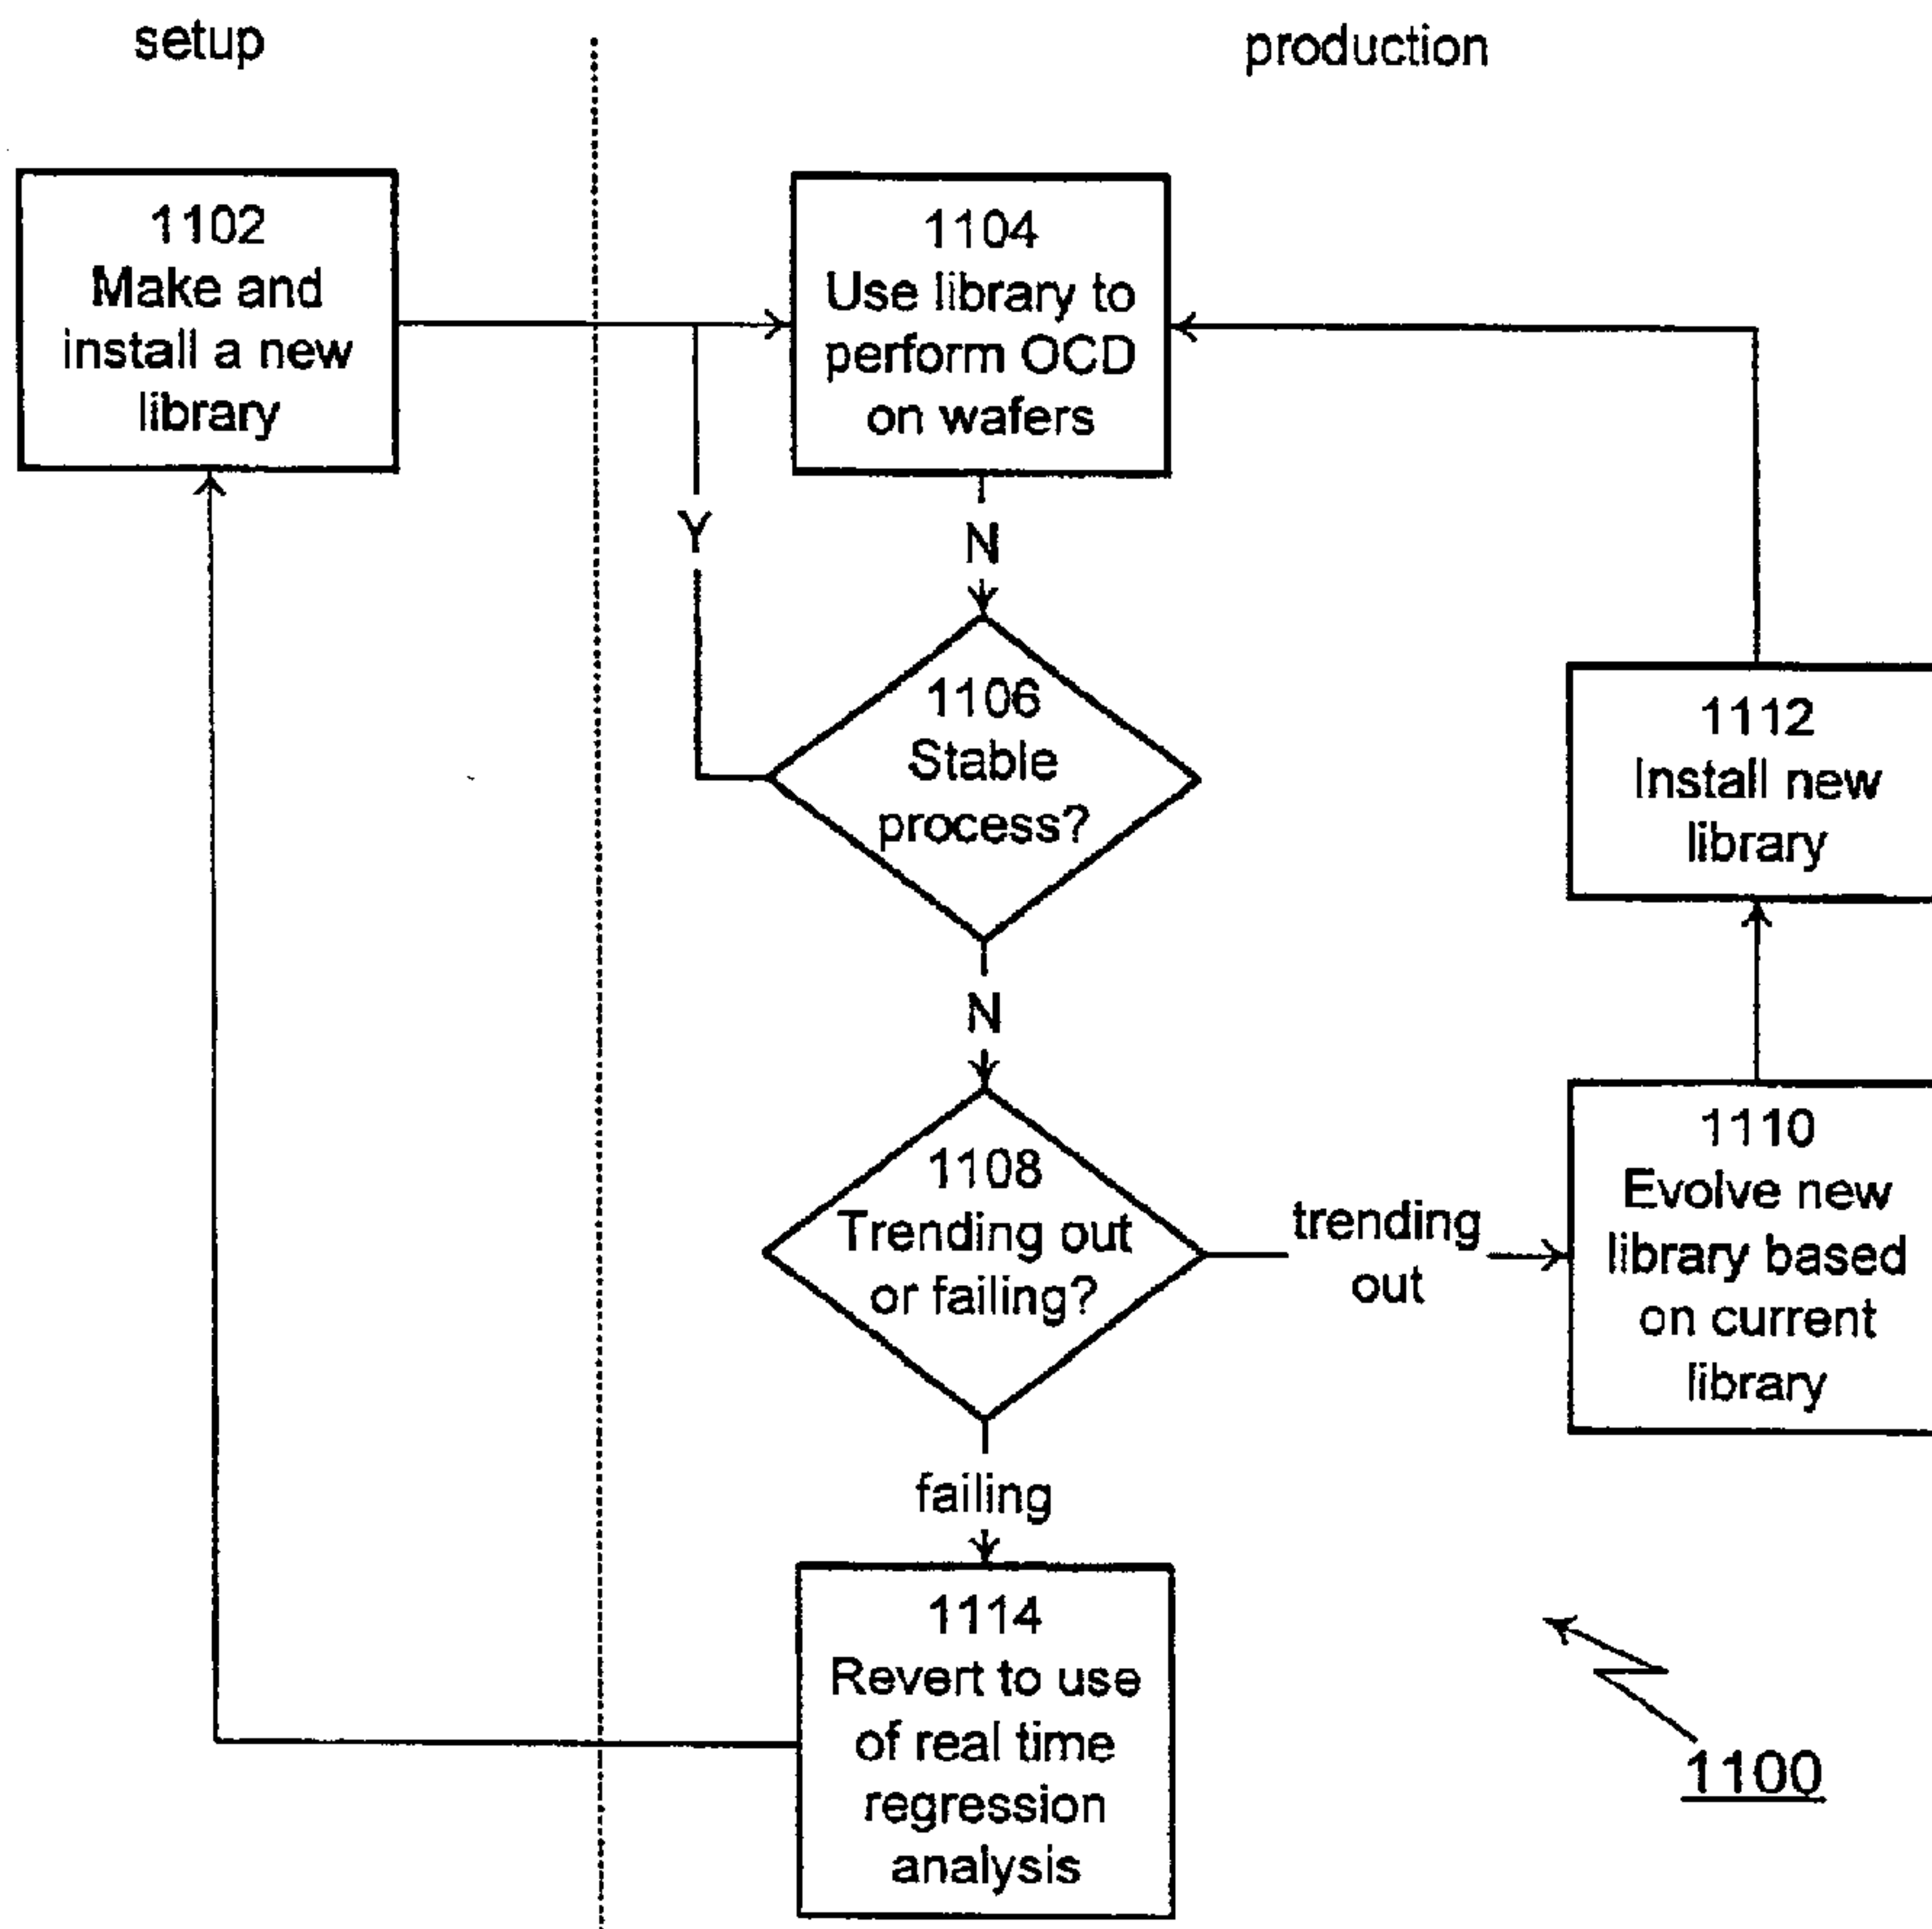 setup
production
1102
Make and
install a new
library
1104
Use library to
perform OCD
on wafers
Y
N
1106
Stable
process?
N
1112
Install new
library
1108
Trending out
or failing?
trending
out
1110
Evolve new
library based
on current
library
failing
1114
Revert to use
of real time
regression
analysis
1100